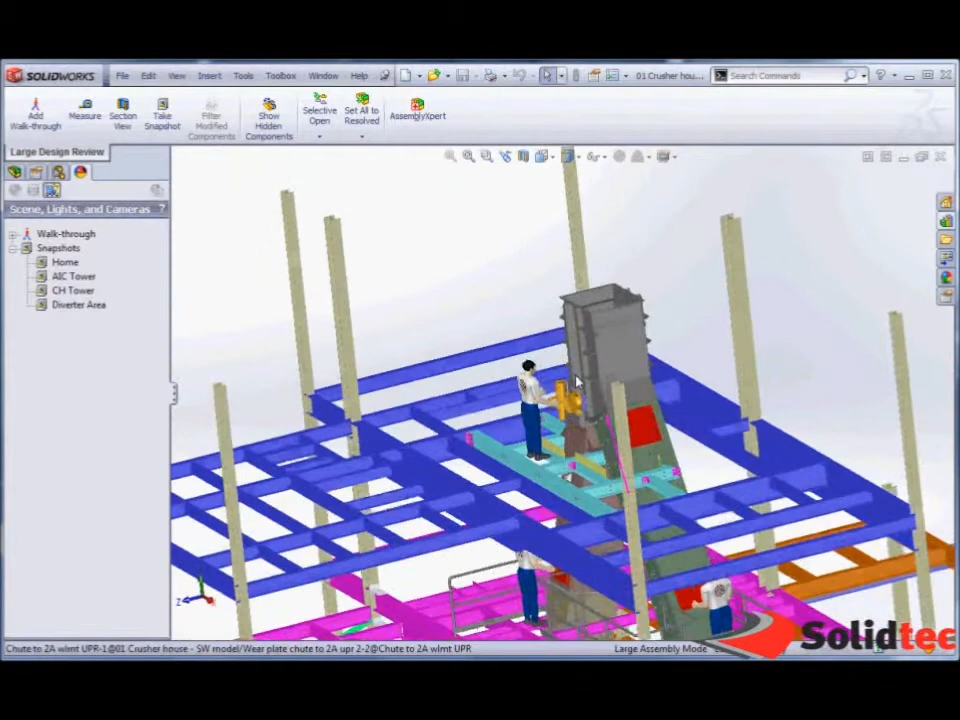 SOLIDWORKS File Edit View Insert Tools Toolbox Window Help 01 Crusher hou... Search Commands ?
Add Walk-through
Measure
Section View
Take Snapshot
Filter Modified Components
Show Hidden Components
Selective Open
Set All to Resolved
AssemblyXpert
Large Design Review
Scene, Lights, and Cameras ?
Walk-through
Snapshots
Home
AIC Tower
CH Tower
Diverter Area
Z
Solidtec
Chute to 2A wlmt UPR-1@01 Crusher house - SW model/Wear plate chute to 2A upr 2-2@Chute to 2A wlmt UPR Large Assembly Mode